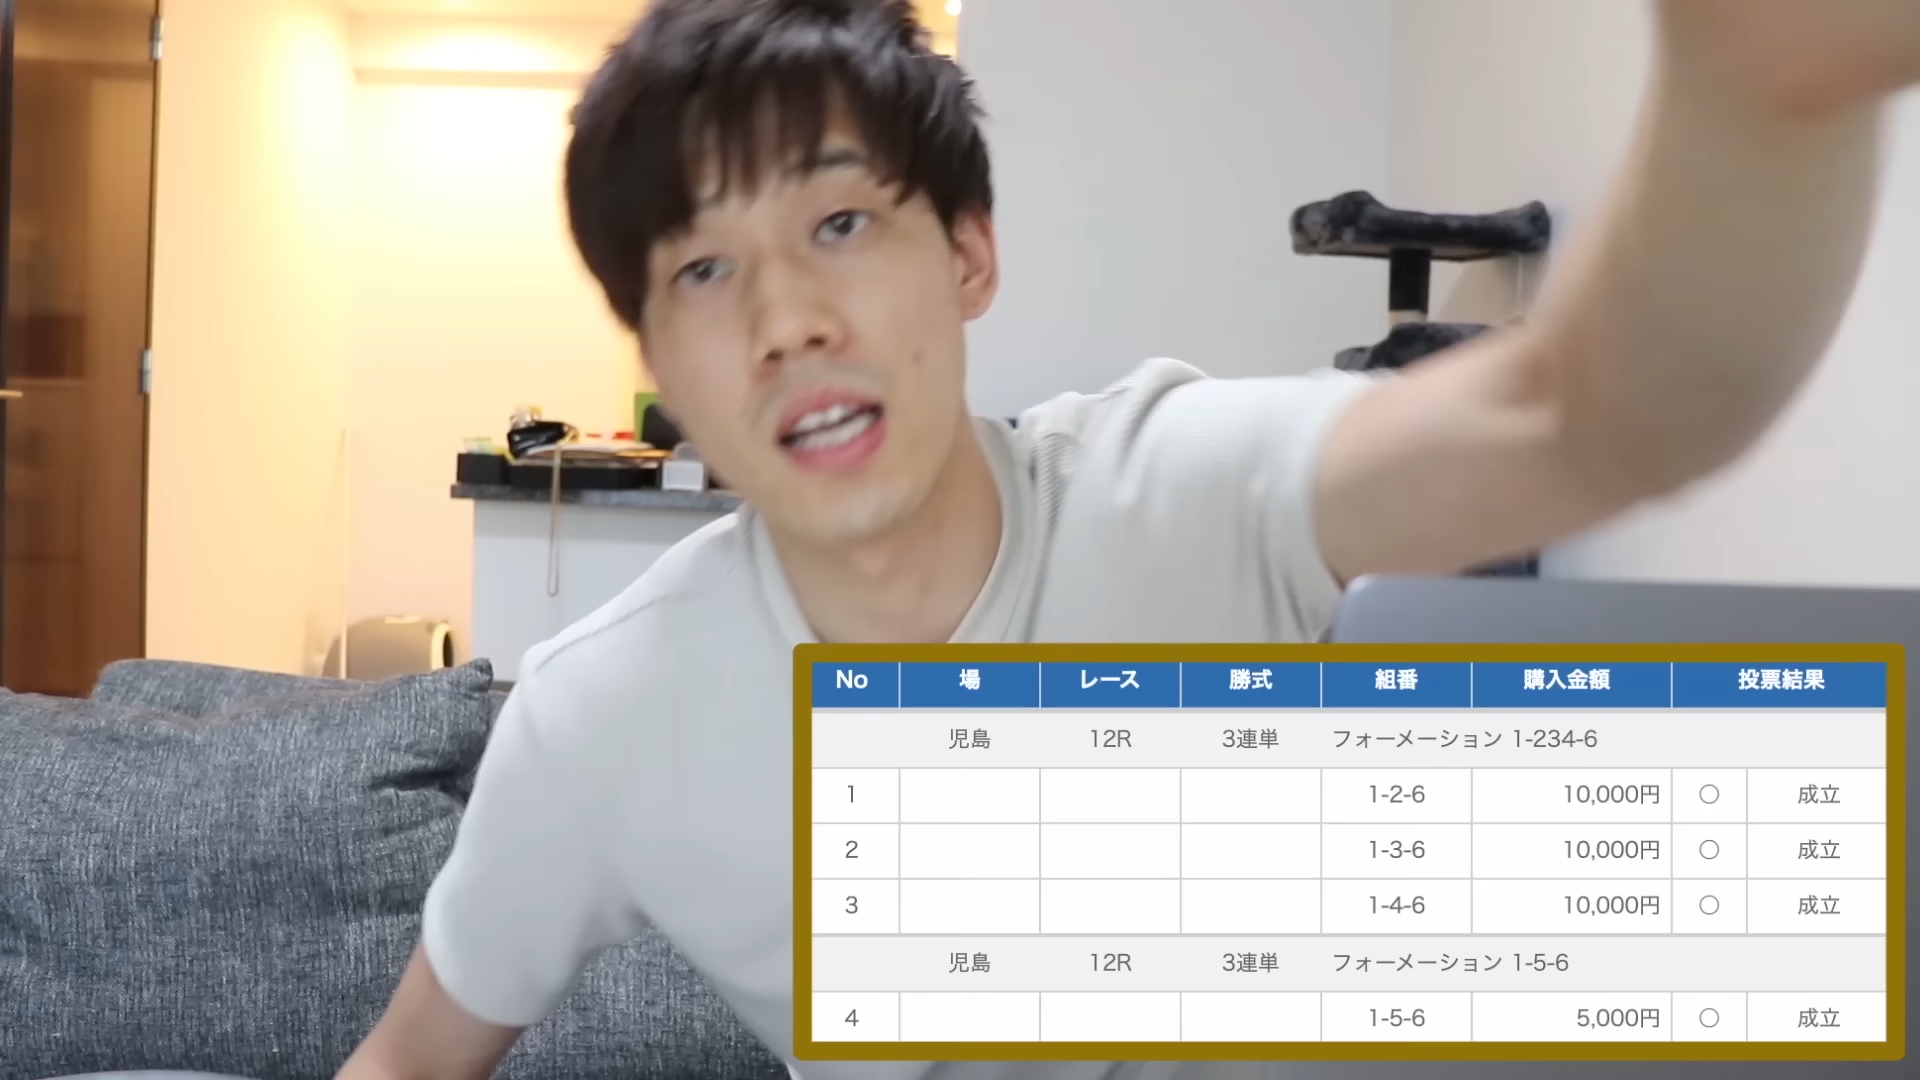 No 場 レース 勝式 組番 購入金額 投票結果
児島 12R 3連単 フォーメーション 1-234-6
1 1-2-6 10,000円 〇 成立
2 1-3-6 10,000円 〇 成立
3 1-4-6 10,000円 〇 成立
児島 12R 3連単 フォーメーション 1-5-6
4 1-5-6 5,000円 〇 成立